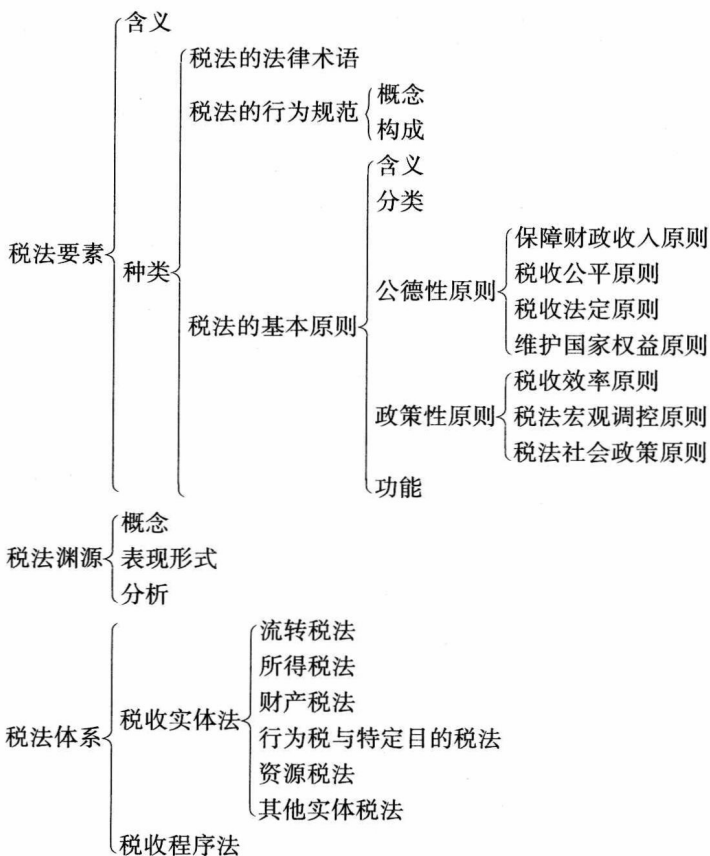 含义
税法的法律术语
税法的行为规范
概念
构成
含义
分类
税法要素
种类
公德性原则
保障财政收入原则
税收公平原则
税收法定原则
维护国家权益原则
税法的基本原则
政策性原则
税收效率原则
税法宏观调控原则
税法社会政策原则
功能
税法渊源
概念
表现形式
分析
税法体系
税收实体法
流转税法
所得税法
财产税法
行为税与特定目的税法
资源税法
其他实体税法
税收程序法